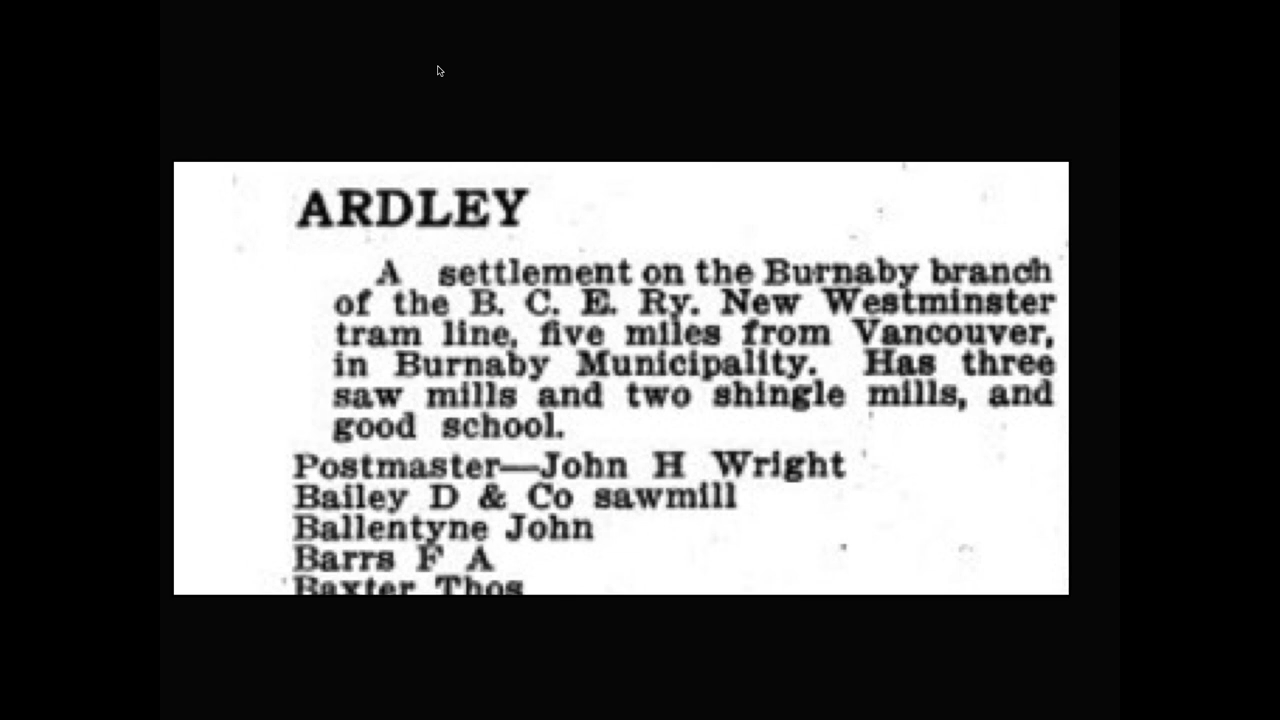 ARDLEY
A settlement on the Burnaby branch
of the B. C. E. Ry. New Westminster
tram line, five miles from Vancouver,
in Burnaby Municipality. Has three
saw mills and two shingle mills, and
good school.
Postmaster—John H Wright
Bailey D & Co sawmill
Ballentyne John
Barrs F A
Baxter Thos